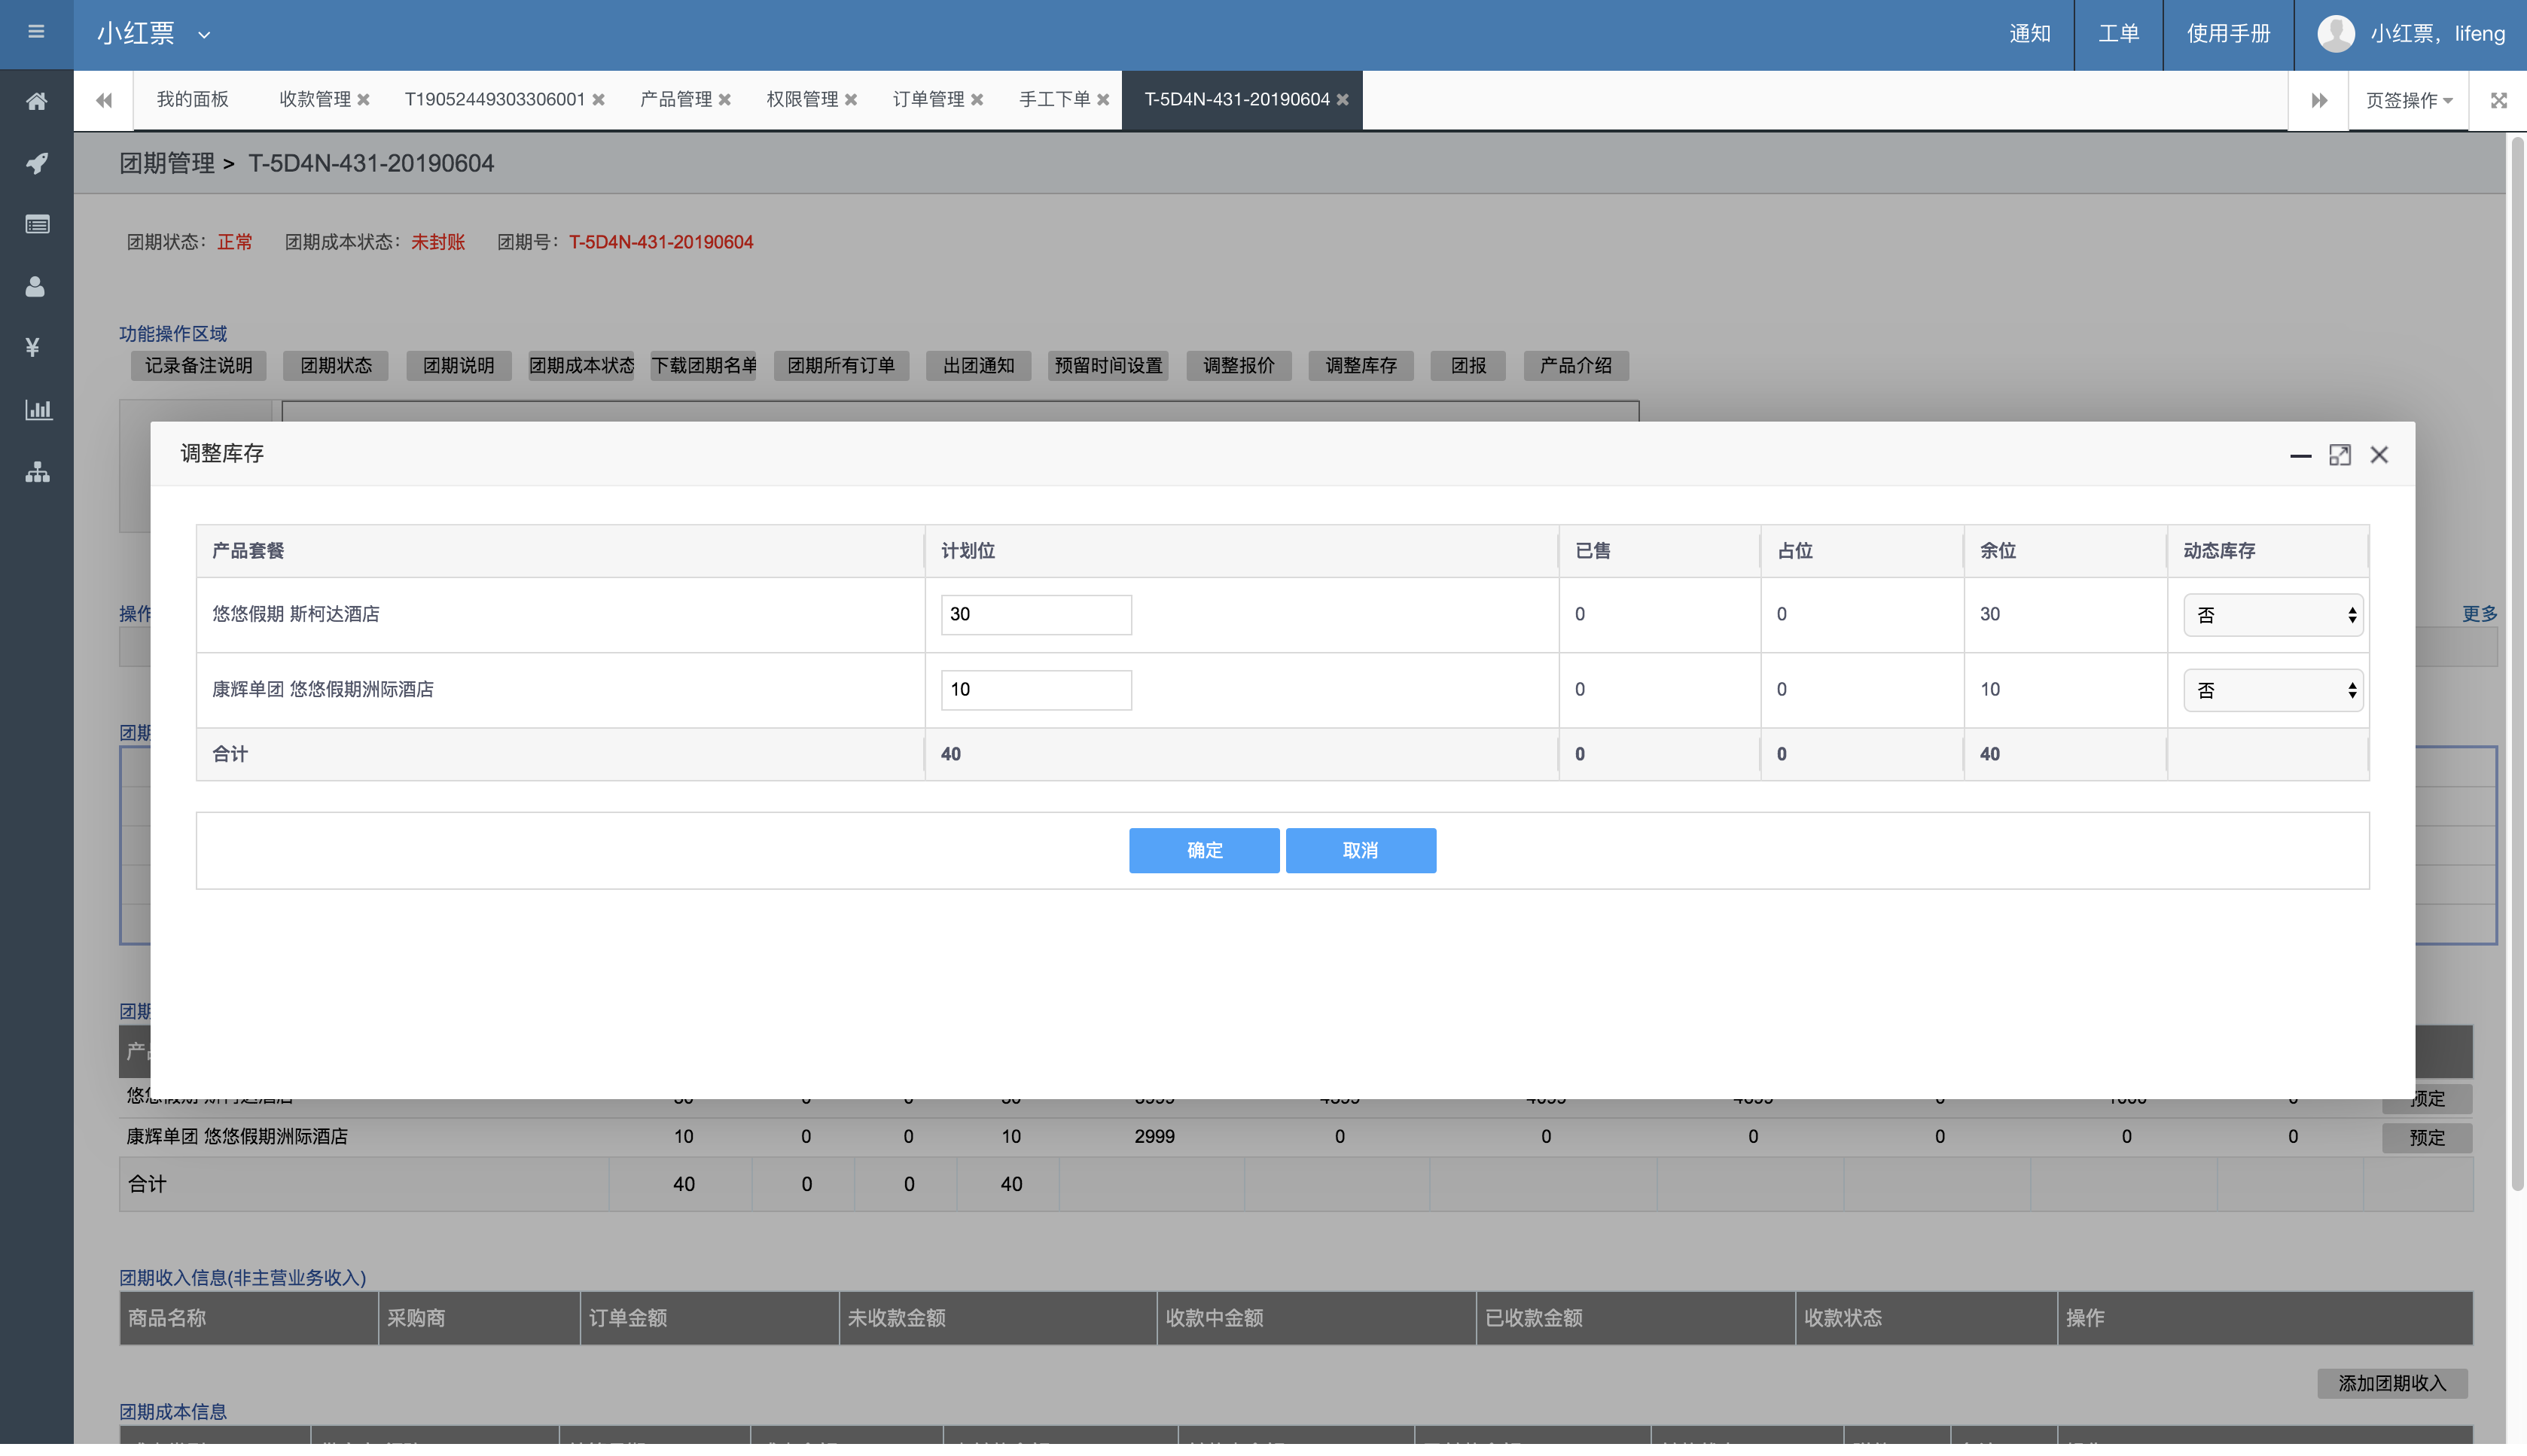 小红票 通知 工单 使用手册 小红票，lifeng
我的面板 收款管理 T19052449303306001 产品管理 权限管理 订单管理 手工下单 T-5D4N-431-20190604 页签操作
团期管理 > T-5D4N-431-20190604
团期状态： 正常 团期成本状态： 未封账 团期号： T-5D4N-431-20190604
功能操作区域
记录备注说明 团期状态 团期说明 团期成本状态 下载团期名单 团期所有订单 出团通知 预留时间设置 调整报价 调整库存 团报 产品介绍
调整库存
产品套餐 计划位 已售 占位 余位 动态库存
操作 更多
悠悠假期 斯柯达酒店 30 0 0 30 否
康辉单团 悠悠假期洲际酒店 10 0 0 10 否
团期
合计 40 0 0 40
确定 取消
团期
产
预定
康辉单团 悠悠假期洲际酒店 10 0 0 10 2999 0 0 0 0 0 0 预定
合计 40 0 0 40
团期收入信息(非主营业务收入)
商品名称 采购商 订单金额 未收款金额 收款中金额 已收款金额 收款状态 操作
添加团期收入
团期成本信息